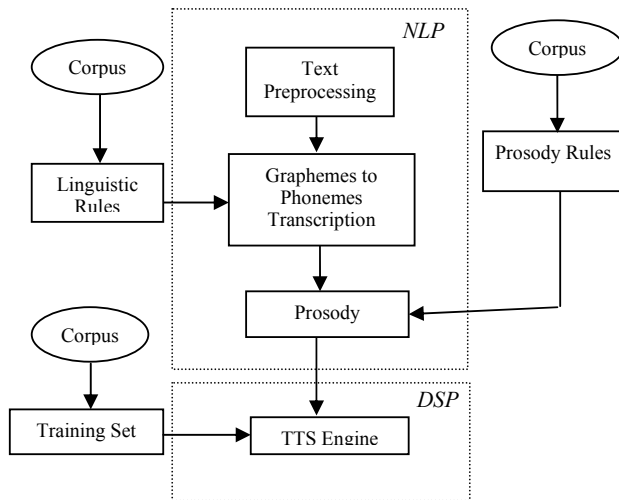 NLP
Corpus
Text
Preprocessing
Corpus
Linguistic
Rules
Graphemes to
Phonemes
Transcription
Prosody Rules
Prosody
Corpus
DSP
Training Set
TTS Engine